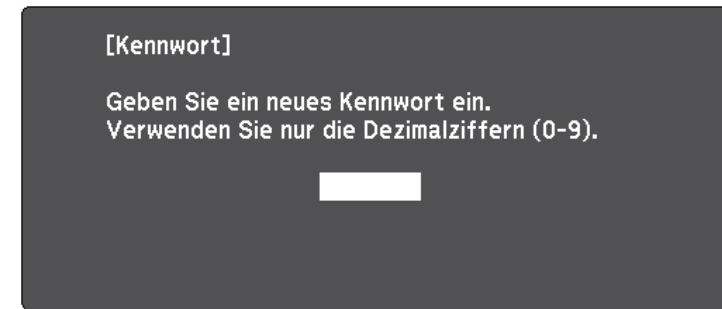 [Kennwort]
Geben Sie ein neues Kennwort ein.
Verwenden Sie nur die Dezimalziffern (0-9).